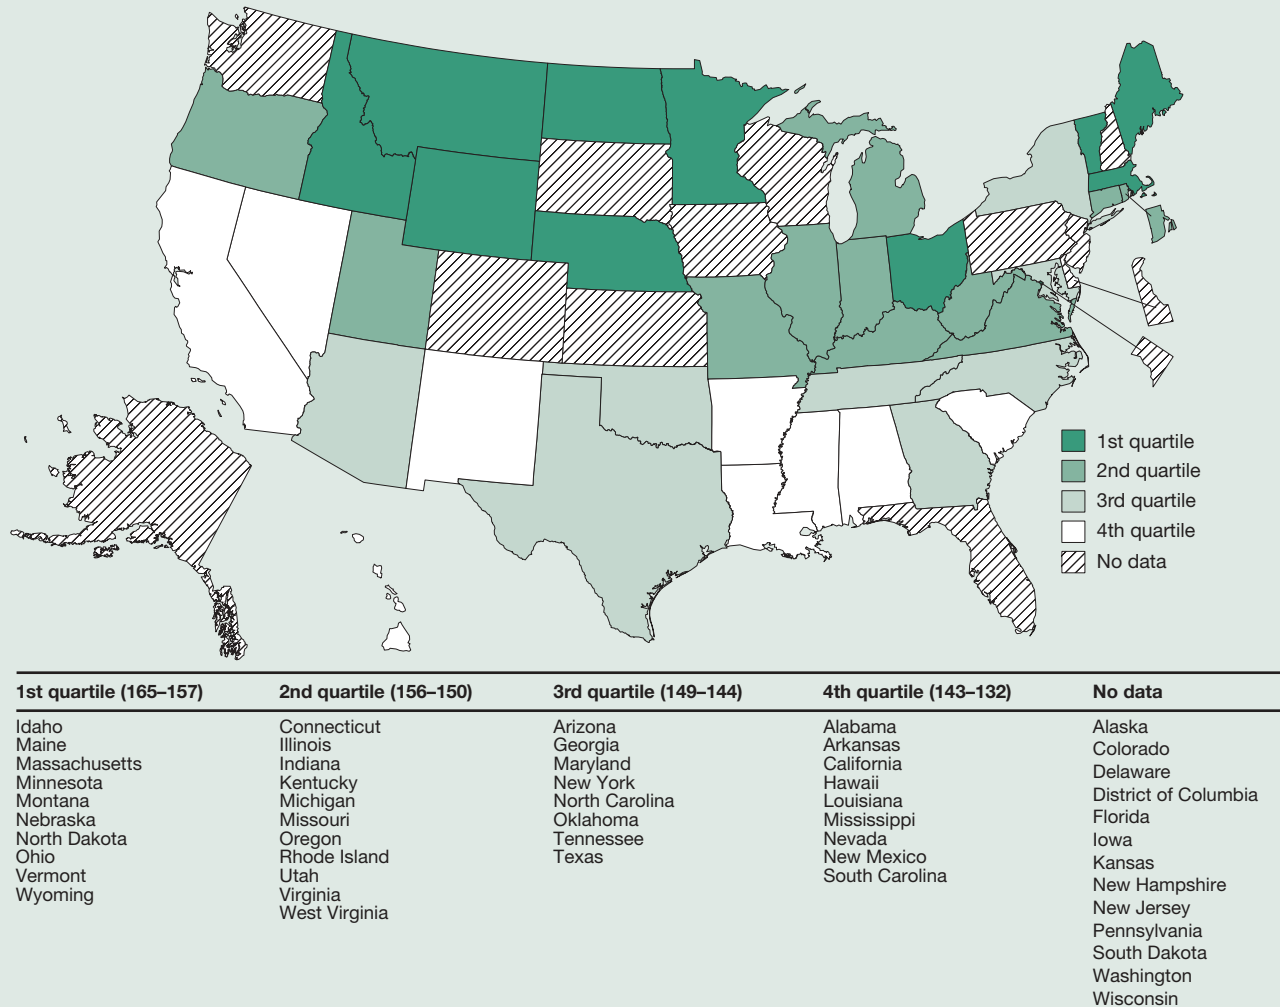 1st quartile
2nd quartile
3rd quartile
4th quartile
No data
1st quartile (165–157)
Idaho
Maine
Massachusetts
Minnesota
Montana
Nebraska
North Dakota
Ohio
Vermont
Wyoming
2nd quartile (156–150)
Connecticut
Illinois
Indiana
Kentucky
Michigan
Missouri
Oregon
Rhode Island
Utah
Virginia
West Virginia
3rd quartile (149–144)
Arizona
Georgia
Maryland
New York
North Carolina
Oklahoma
Tennessee
Texas
4th quartile (143–132)
Alabama
Arkansas
California
Hawaii
Louisiana
Mississippi
Nevada
New Mexico
South Carolina
No data
Alaska
Colorado
Delaware
District of Columbia
Florida
Iowa
Kansas
New Hampshire
New Jersey
Pennsylvania
South Dakota
Washington
Wisconsin